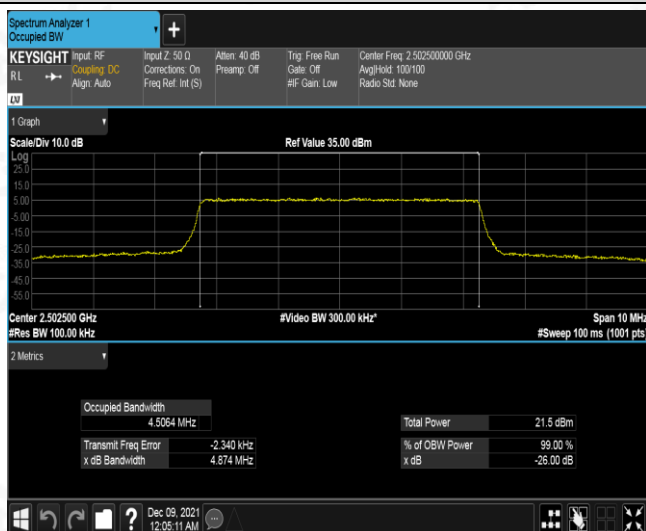 Spectrum Analyzer 1
Occupied BW
+
KEYSIGHT
RL
LXI
Input: RF
Coupling: DC
Align: Auto
Input Z: 50 Ω
Corrections: On
Freq Ref: Int (S)
Atten: 40 dB
Preamp: Off
Trig: Free Run
Gate: Off
#IF Gain: Low
Center Freq: 2.502500000 GHz
Avg|Hold: 100/100
Radio Std: None
1 Graph
Scale/Div 10.0 dB
Ref Value 35.00 dBm
Log
25.0
15.0
5.00
-5.00
-15.0
-25.0
-35.0
-45.0
-55.0
Center 2.502500 GHz
#Video BW 300.00 kHz*
Span 10 MHz
#Res BW 100.00 kHz
#Sweep 100 ms (1001 pts)
2 Metrics
Occupied Bandwidth
4.5064 MHz
Total Power 21.5 dBm
Transmit Freq Error -2.340 kHz
% of OBW Power 99.00 %
x dB Bandwidth 4.874 MHz
x dB -26.00 dB
?
Dec 09, 2021
12:05:11 AM